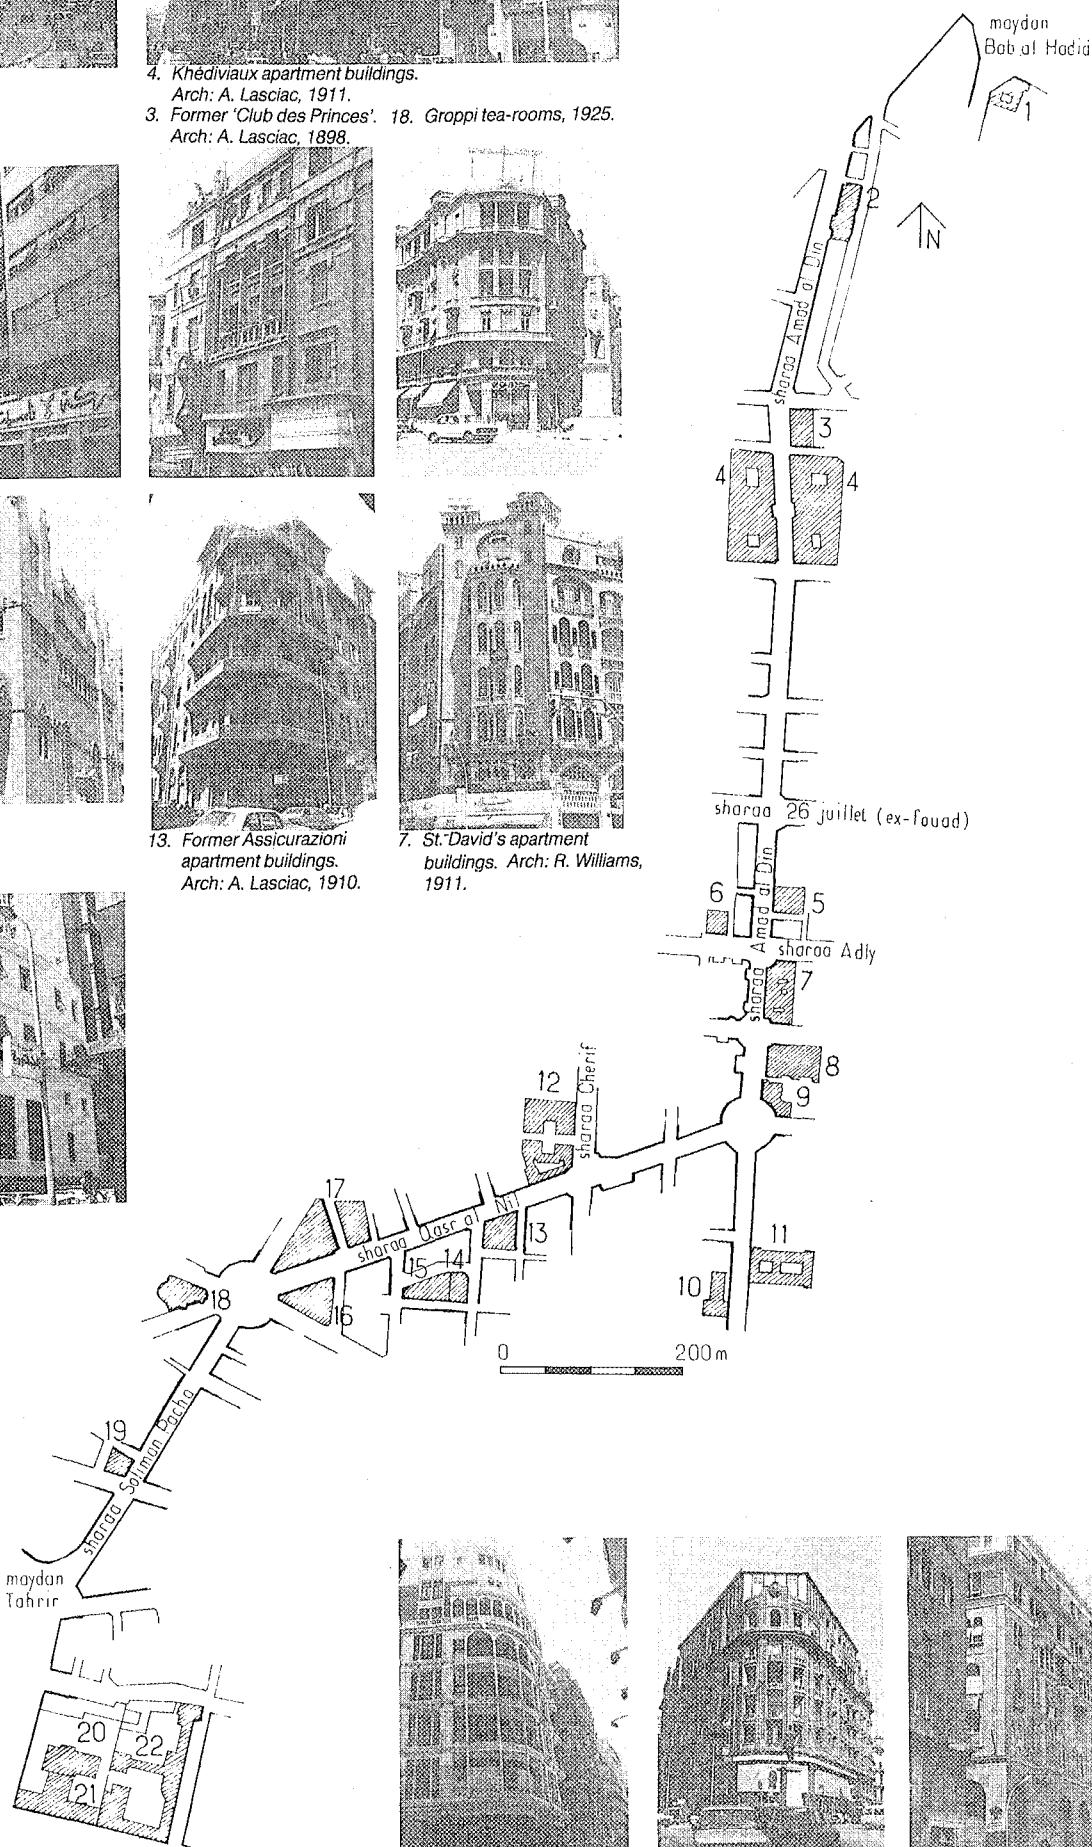 4. Khédiviaux apartment buildings.
Arch: A. Lasciac, 1911.
3. Former 'Club des Princes'.
Arch: A. Lasciac, 1898.
18. Groppi tea-rooms, 1925.
13. Former Assicurazioni
apartment buildings.
Arch: A. Lasciac, 1910.
7. St. David's apartment
buildings. Arch: R. Williams,
1911.
maydan
Bab al Hadid
1
2
N
sharaa Amad al Din
3
4
4
sharaa 26 juillet (ex-fouad)
sharaa Amad al Din
6
5
sharaa Adly
7
8
9
12
sharaa Cherif
17
sharaa Qasr al Nil
13
15
14
11
10
18
16
0 200m
19
sharaa Soliman Pacha
maydan
Tahrir
20
22
21